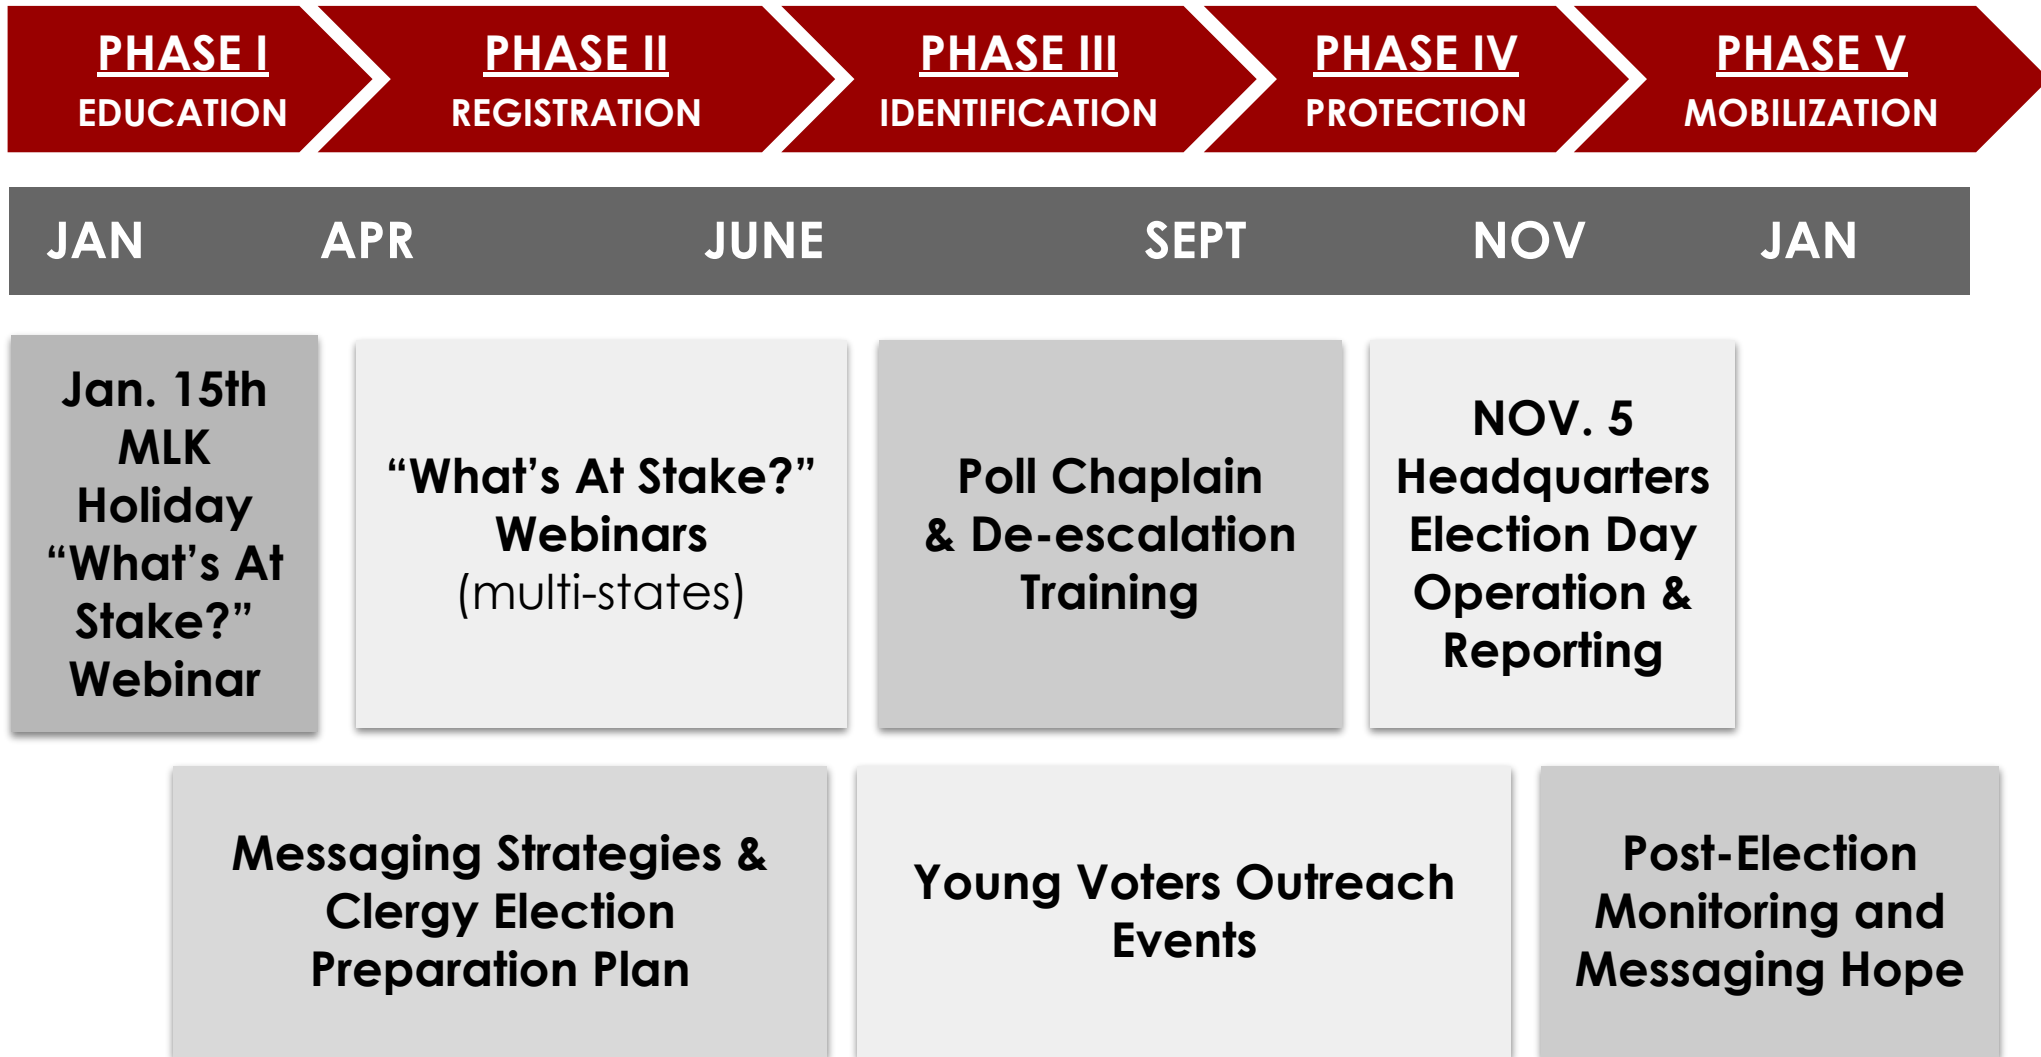 PHASE I
EDUCATION
PHASE II
REGISTRATION
PHASE III
IDENTIFICATION
PHASE IV
PROTECTION
PHASE V
MOBILIZATION
JAN
APR
JUNE
SEPT
NOV
JAN
Jan. 15th
MLK
Holiday
“What’s At
Stake?”
Webinar
“What’s At Stake?”
Webinars
(multi-states)
Poll Chaplain
& De-escalation
Training
NOV. 5
Headquarters
Election Day
Operation &
Reporting
Messaging Strategies &
Clergy Election
Preparation Plan
Young Voters Outreach
Events
Post-Election
Monitoring and
Messaging Hope